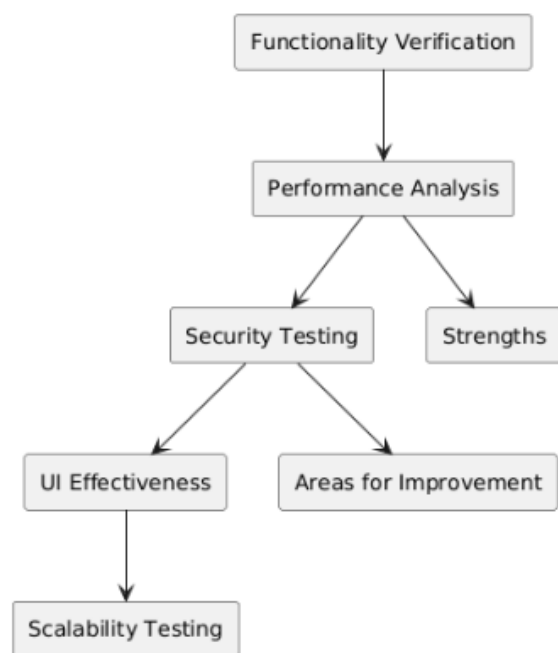 Functionality Verification
Performance Analysis
Security Testing
Strengths
UI Effectiveness
Areas for Improvement
Scalability Testing